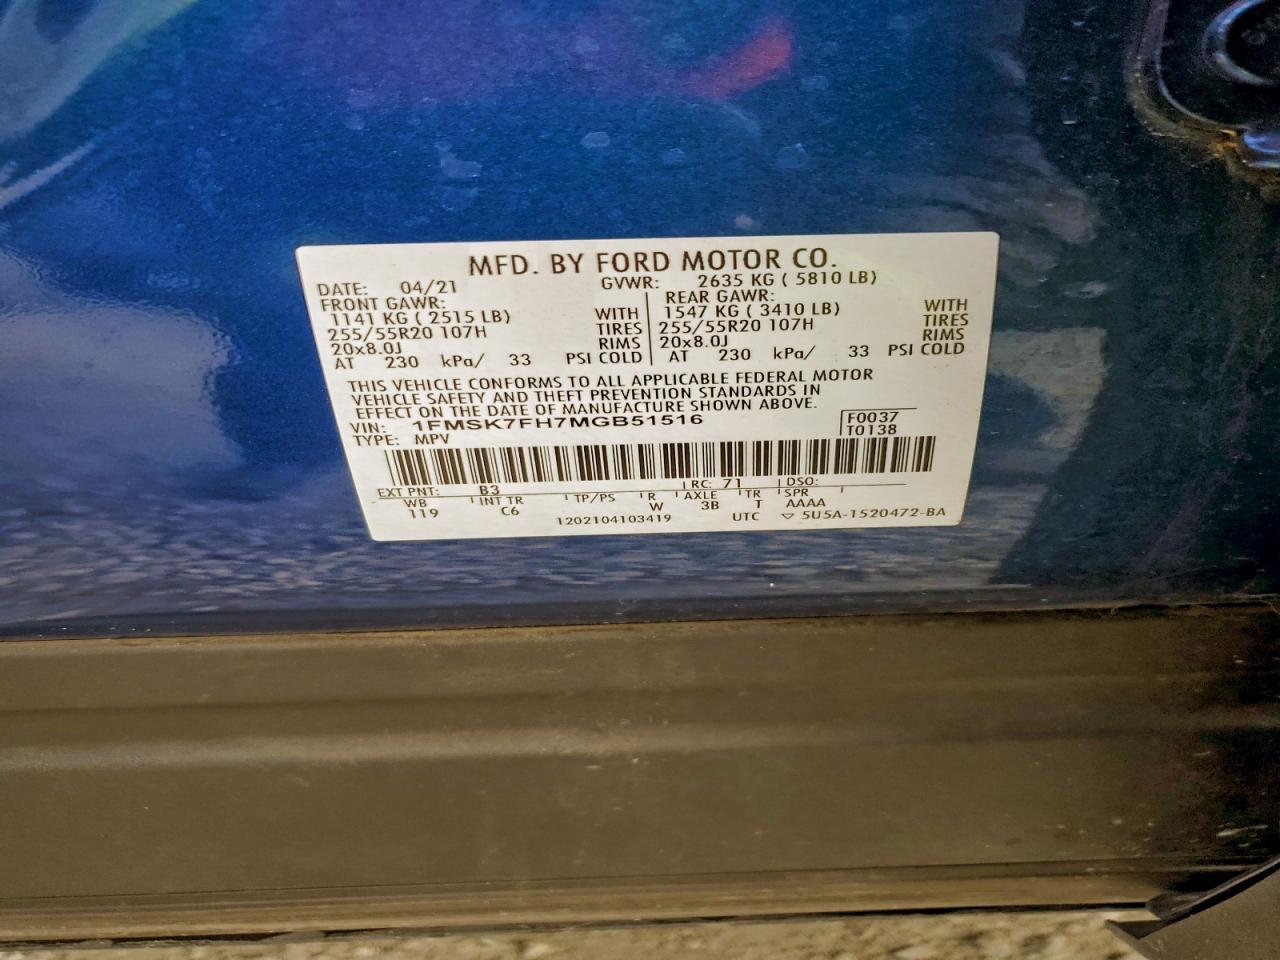 MFD. BY FORD MOTOR CO.
DATE: 04/21 GVWR: 2635 KG ( 5810 LB)
FRONT GAWR: REAR GAWR:
1141 KG ( 2515 LB) WITH 1547 KG ( 3410 LB) WITH
255/55R20 107H TIRES 255/55R20 107H TIRES
20x8.0J RIMS 20x8.0J RIMS
AT 230 kPa/ 33 PSI COLD AT 230 kPa/ 33 PSI COLD
THIS VEHICLE CONFORMS TO ALL APPLICABLE FEDERAL MOTOR
VEHICLE SAFETY AND THEFT PREVENTION STANDARDS IN
EFFECT ON THE DATE OF MANUFACTURE SHOWN ABOVE.
VIN: 1FMSK7FH7MGB51516 F0037
TYPE: MPV T0138
EXT PNT: B3 RC: 71 DSO:
WB INT TR TP/PS R AXLE TR SPR
119 C6 W 3B T AAAA
1202104103419 UTC ▽ 5U5A-1520472-BA